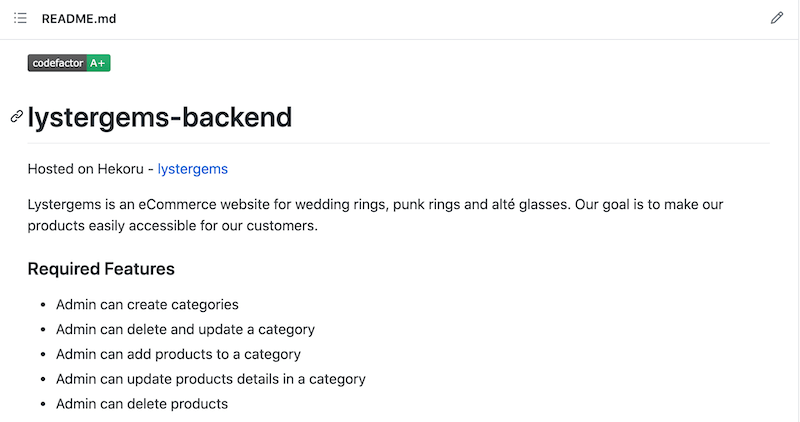 README.md
codefactor A+
lystergems-backend
Hosted on Hekoru - lystergems
Lystergems is an eCommerce website for wedding rings, punk rings and alté glasses. Our goal is to make our
products easily accessible for our customers.
Required Features
• Admin can create categories
• Admin can delete and update a category
• Admin can add products to a category
• Admin can update products details in a category
• Admin can delete products